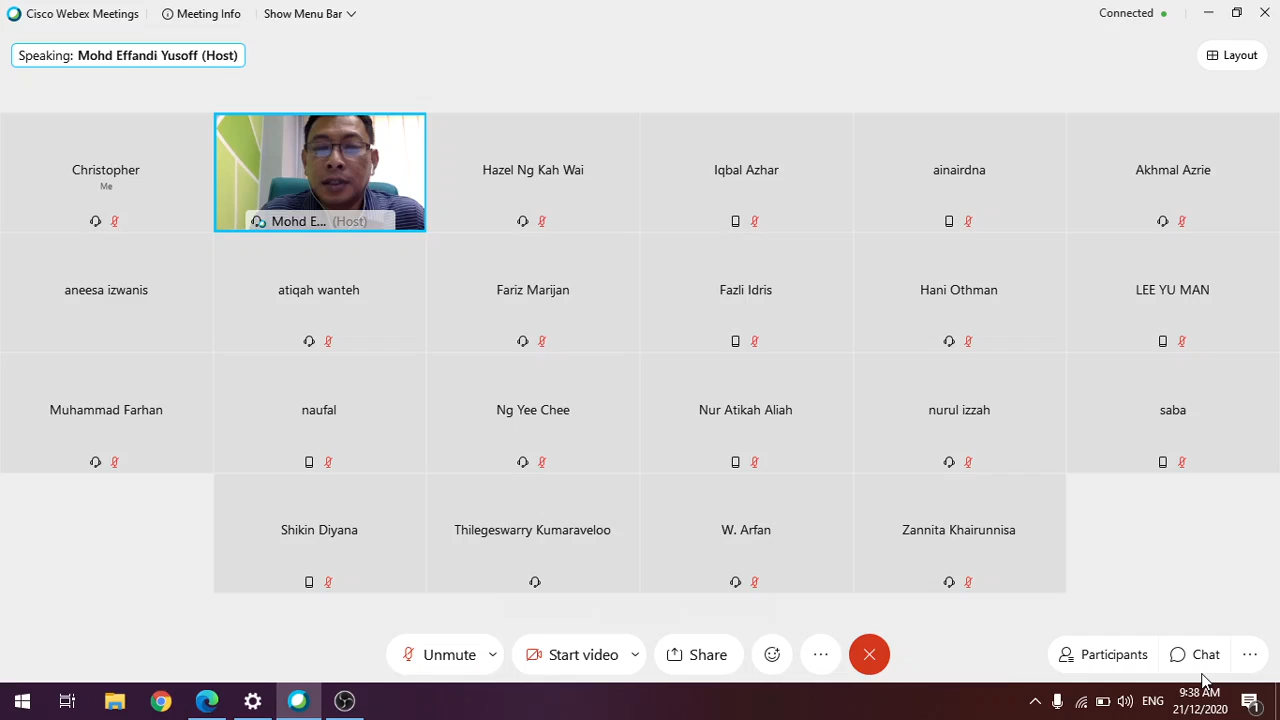 Cisco Webex Meetings
Meeting Info
Show Menu Bar
Connected
Speaking: Mohd Effandi Yusoff (Host)
Layout
Christopher
Me
Mohd E... (Host)
Hazel Ng Kah Wai
Iqbal Azhar
ainairdna
Akhmal Azrie
aneesa izwanis
atiqah wanteh
Fariz Marijan
Fazli Idris
Hani Othman
LEE YU MAN
Muhammad Farhan
naufal
Ng Yee Chee
Nur Atikah Aliah
nurul izzah
saba
Shikin Diyana
Thilegeswarry Kumaraveloo
W. Arfan
Zannita Khairunnisa
Unmute
Start video
Share
Participants
Chat
ENG
9:38 AM
21/12/2020
1